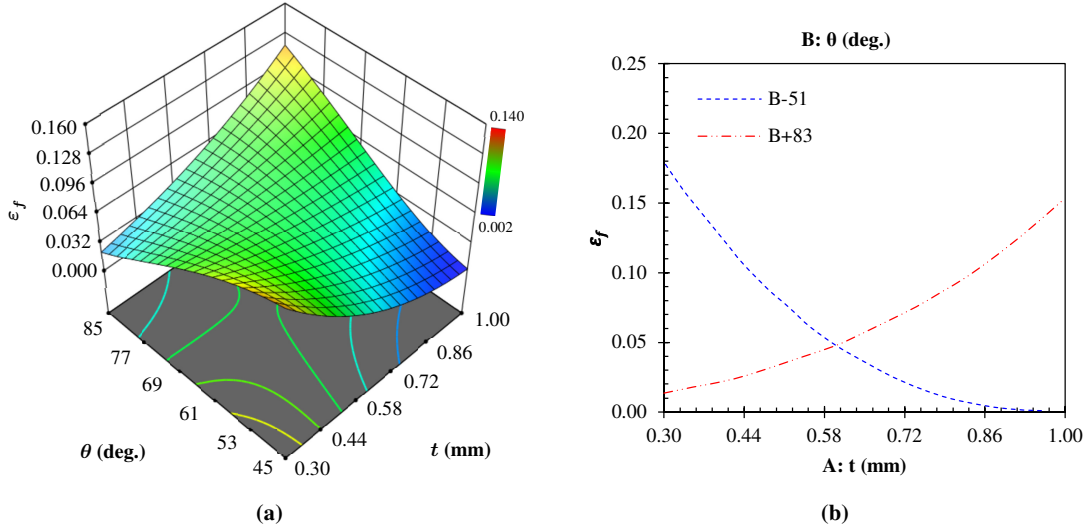 0.160
0.128
0.096
0.064
0.032
0.000
ε_f
0.140
0.002
85
77
69
61
53
45
θ (deg.)
1.00
0.86
0.72
0.58
0.44
0.30
t (mm)
(a)
B: θ (deg.)
0.25
0.20
0.15
0.10
0.05
0.00
ε_f
B-51
B+83
0.30 0.44 0.58 0.72 0.86 1.00
A: t (mm)
(b)